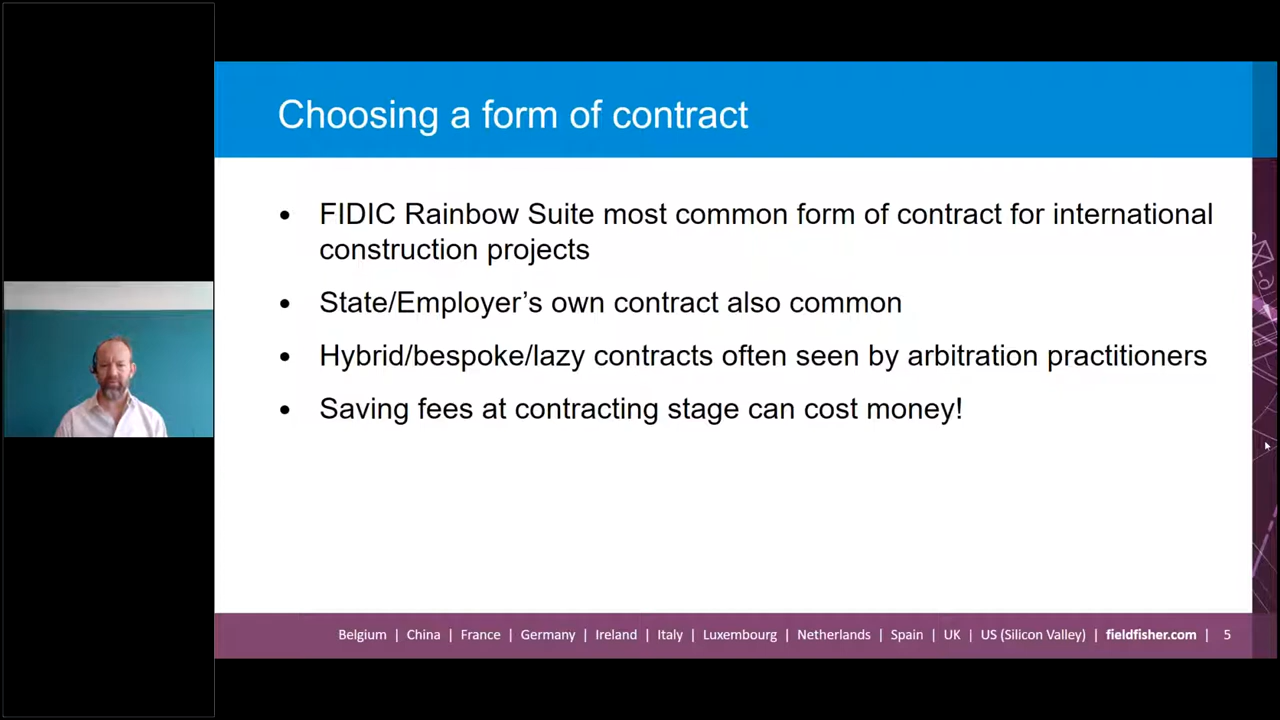 Choosing a form of contract
• FIDIC Rainbow Suite most common form of contract for international
construction projects
• State/Employer’s own contract also common
• Hybrid/bespoke/lazy contracts often seen by arbitration practitioners
• Saving fees at contracting stage can cost money!
Belgium | China | France | Germany | Ireland | Italy | Luxembourg | Netherlands | Spain | UK | US (Silicon Valley) | fieldfisher.com | 5